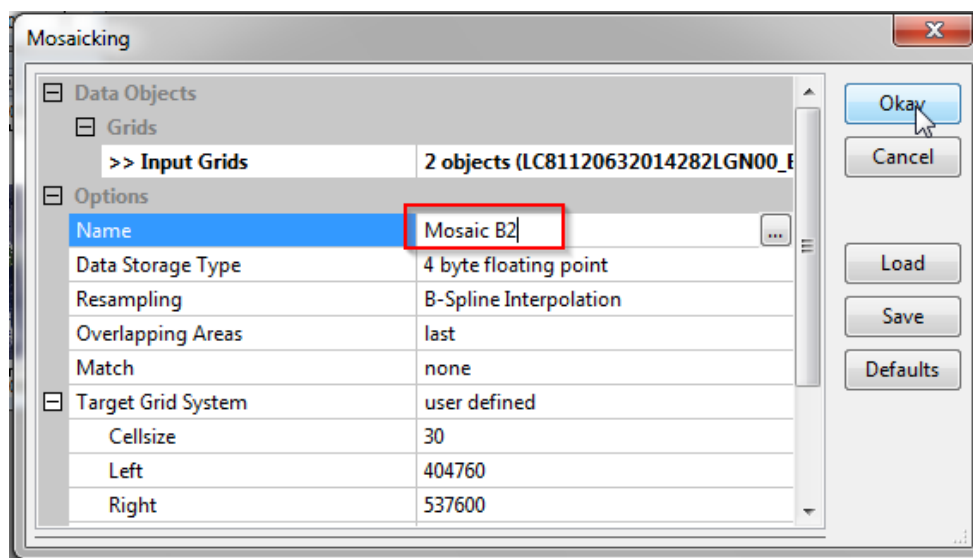 Mosaicking
Data Objects
Grids
>> Input Grids 2 objects (LC81120632014282LGN00_B
Options
Name Mosaic B2 ...
Data Storage Type 4 byte floating point
Resampling B-Spline Interpolation
Overlapping Areas last
Match none
Target Grid System user defined
Cellsize 30
Left 404760
Right 537600
Okay
Cancel
Load
Save
Defaults